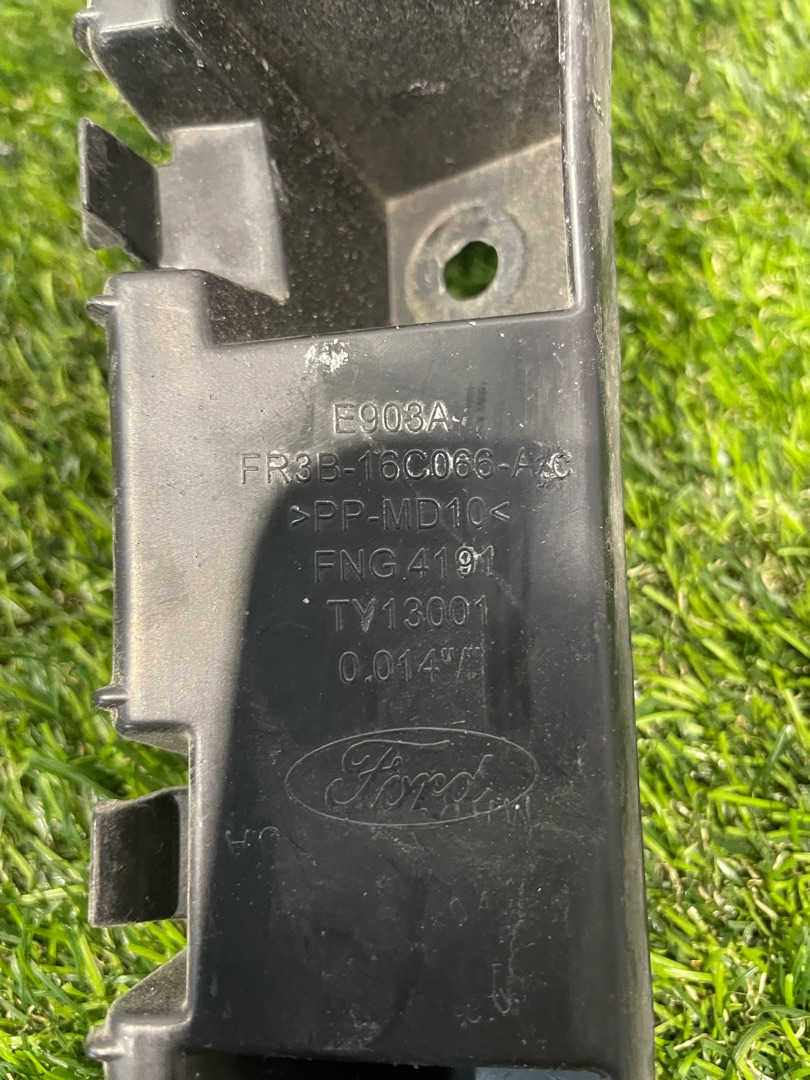 E903A
FR3B-16C066-A
>PP-MD10<
FNG 4191
TY13001
0.014"/"
Ford